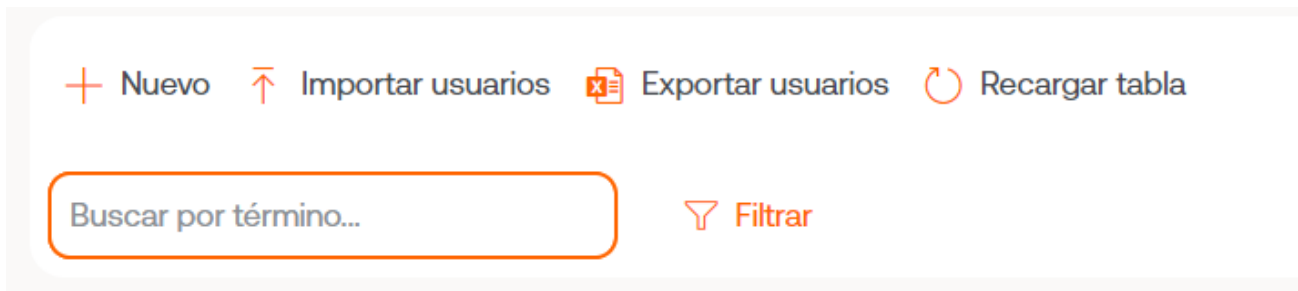 Nuevo Importar usuarios Exportar usuarios Recargar tabla
Buscar por término... Filtrar